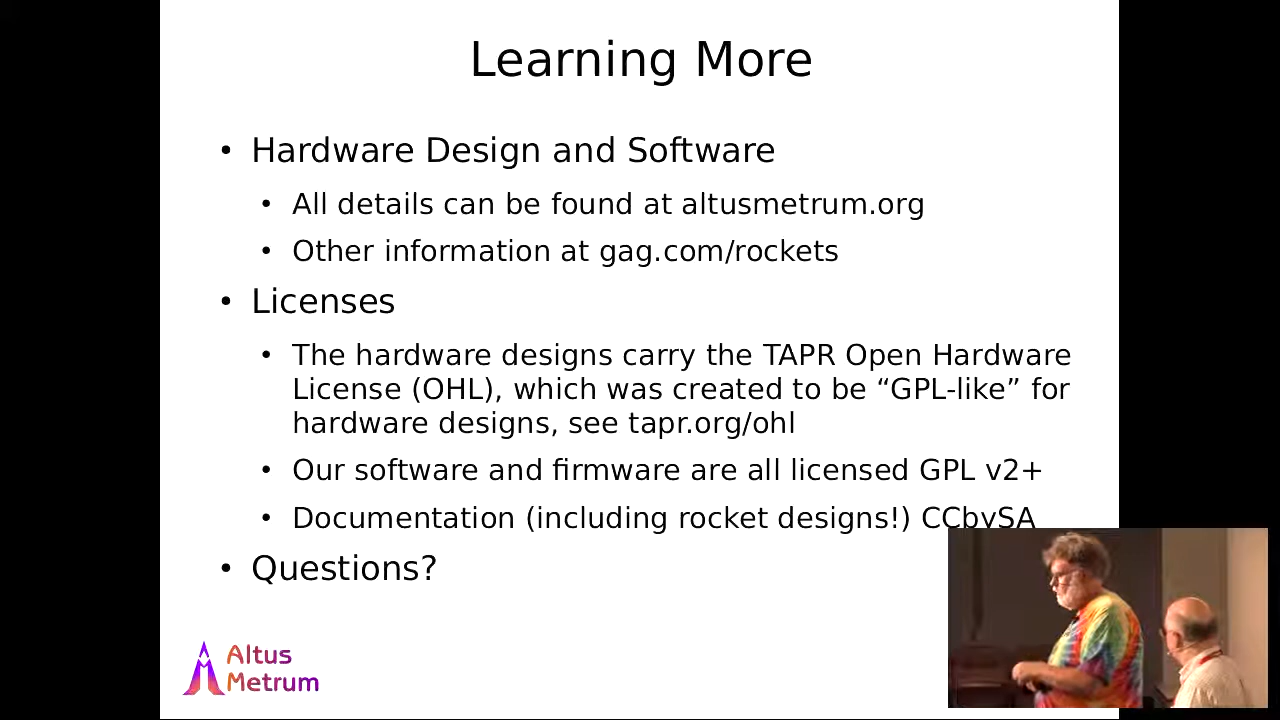 Learning More
• Hardware Design and Software
• All details can be found at altusmetrum.org
• Other information at gag.com/rockets
• Licenses
• The hardware designs carry the TAPR Open Hardware
License (OHL), which was created to be “GPL-like” for
hardware designs, see tapr.org/ohl
• Our software and firmware are all licensed GPL v2+
• Documentation (including rocket designs!) CCbySA
• Questions?
Altus
Metrum